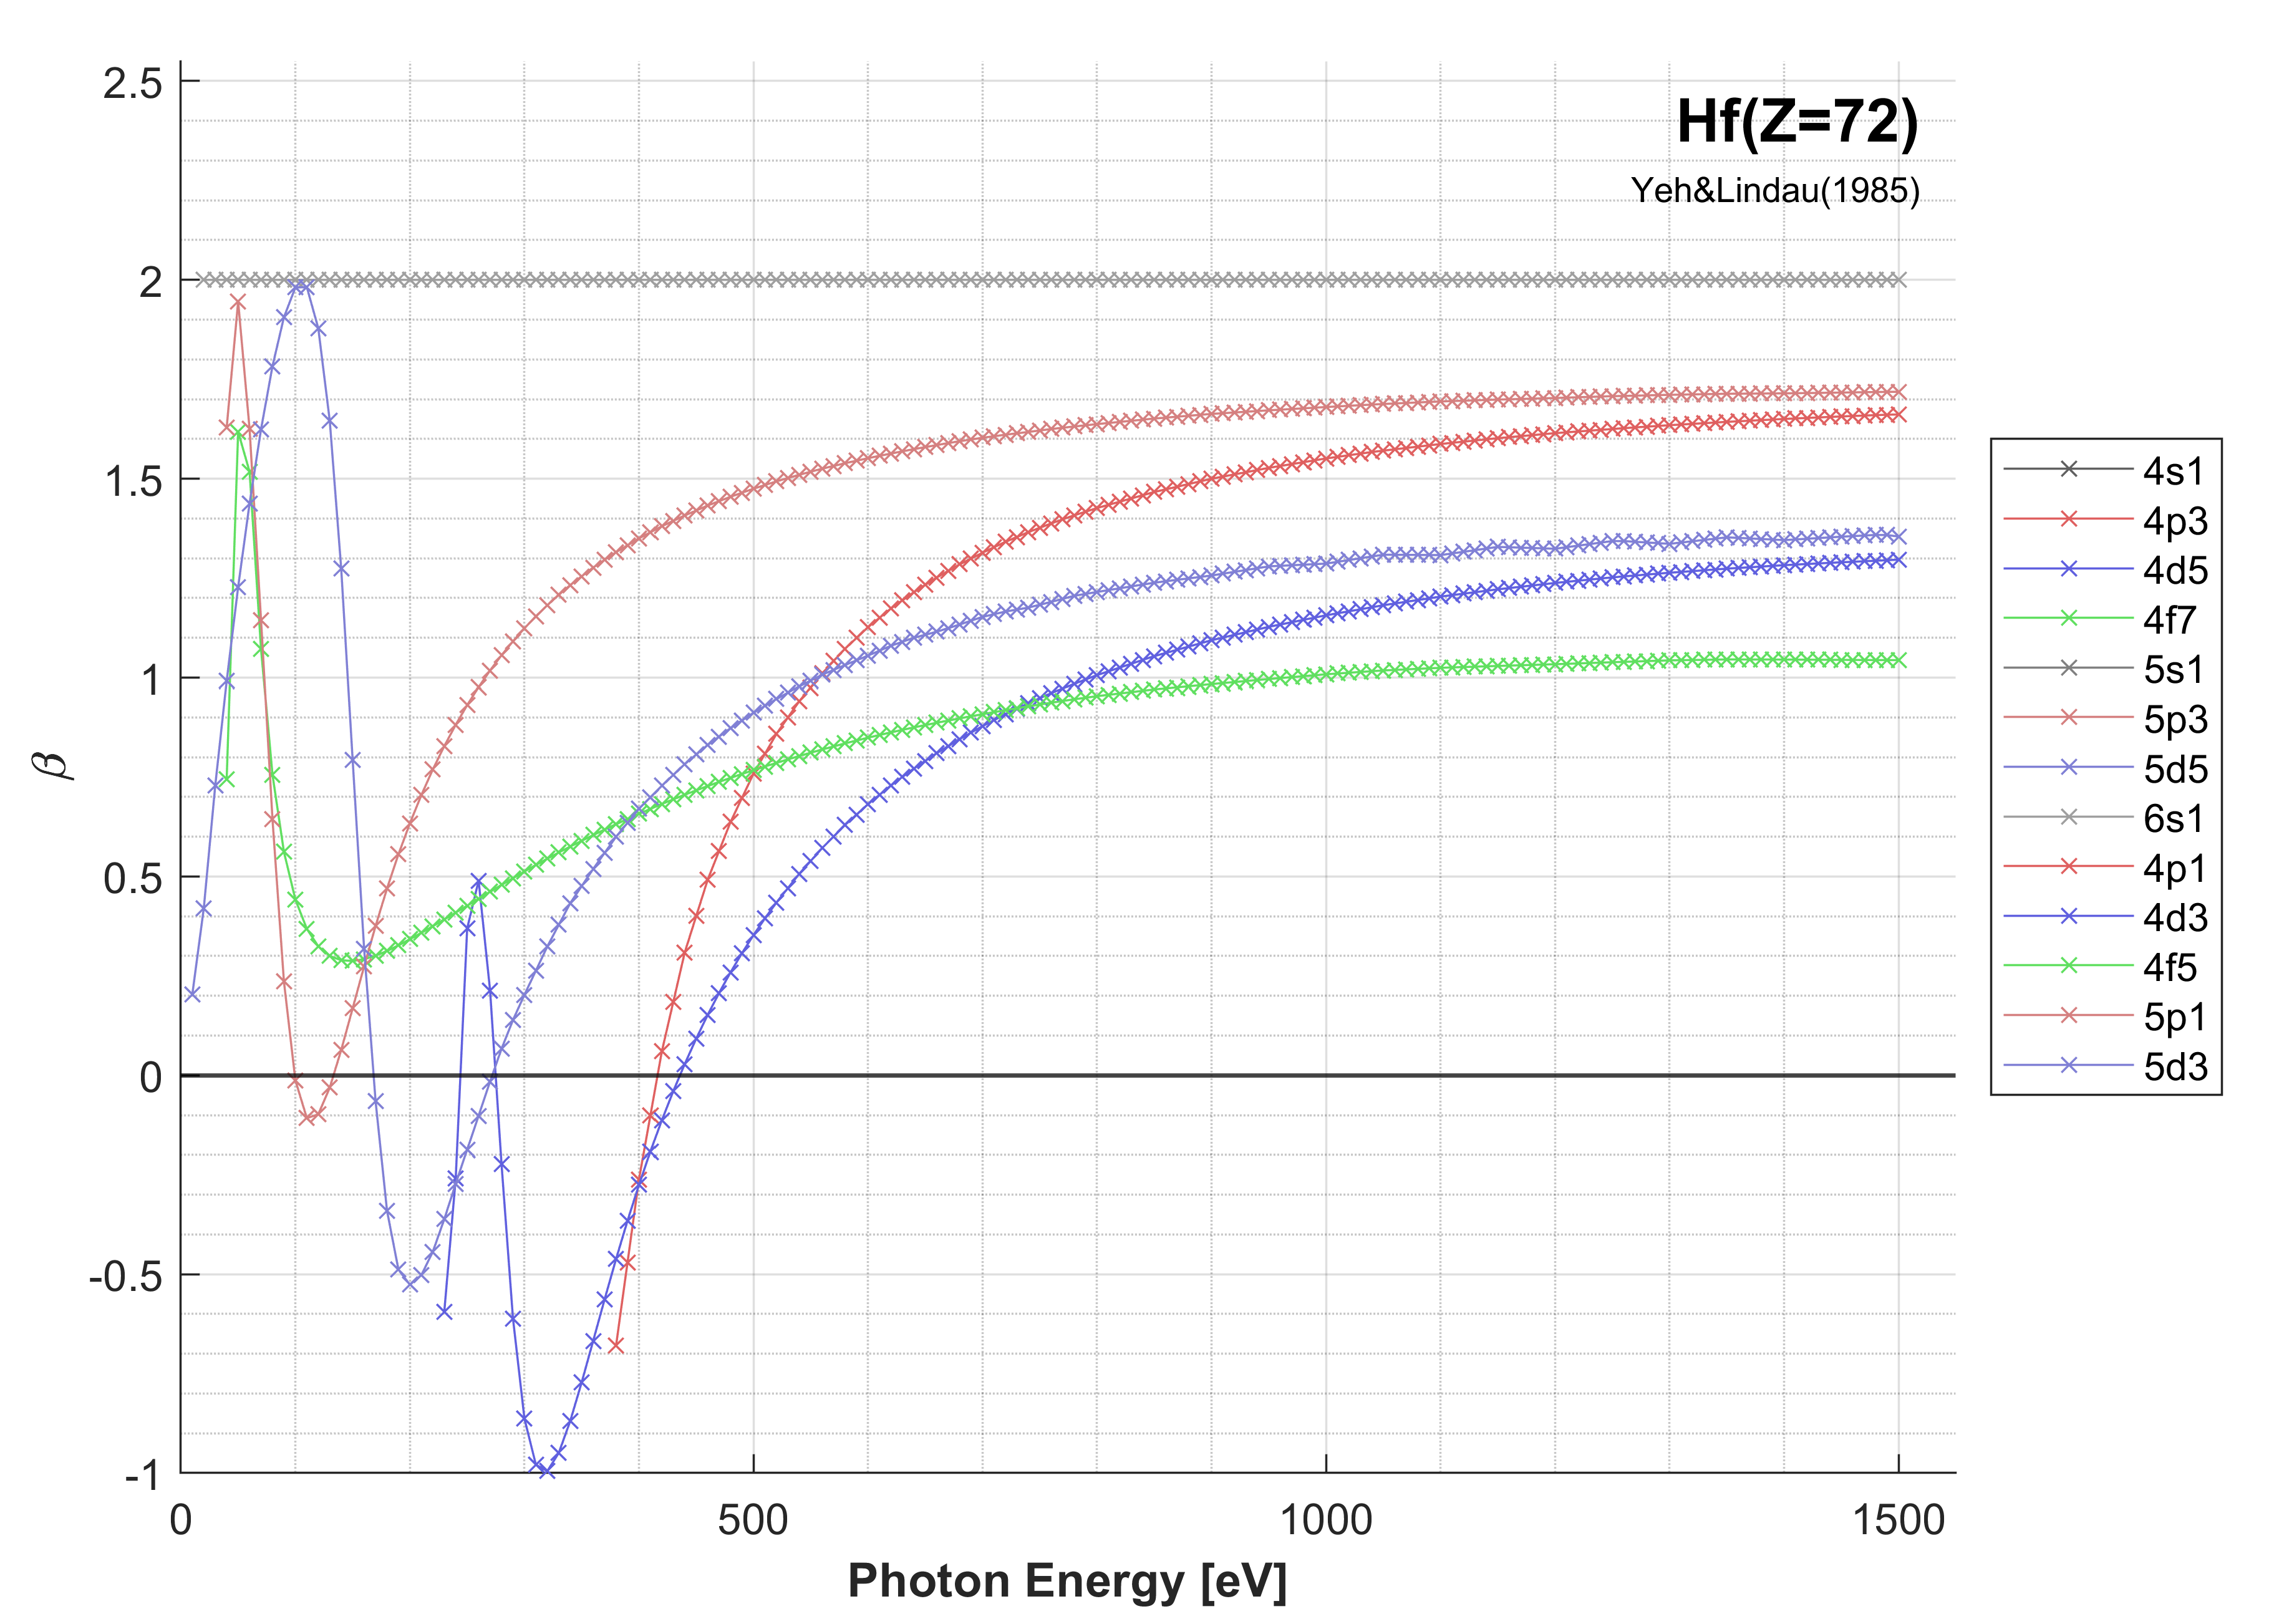 Hf(Z=72)
Yeh&Lindau(1985)
2.5
2
1.5
1
0.5
0
-0.5
-1
β
0 500 1000 1500
Photon Energy [eV]
4s1
4p3
4d5
4f7
5s1
5p3
5d5
6s1
4p1
4d3
4f5
5p1
5d3